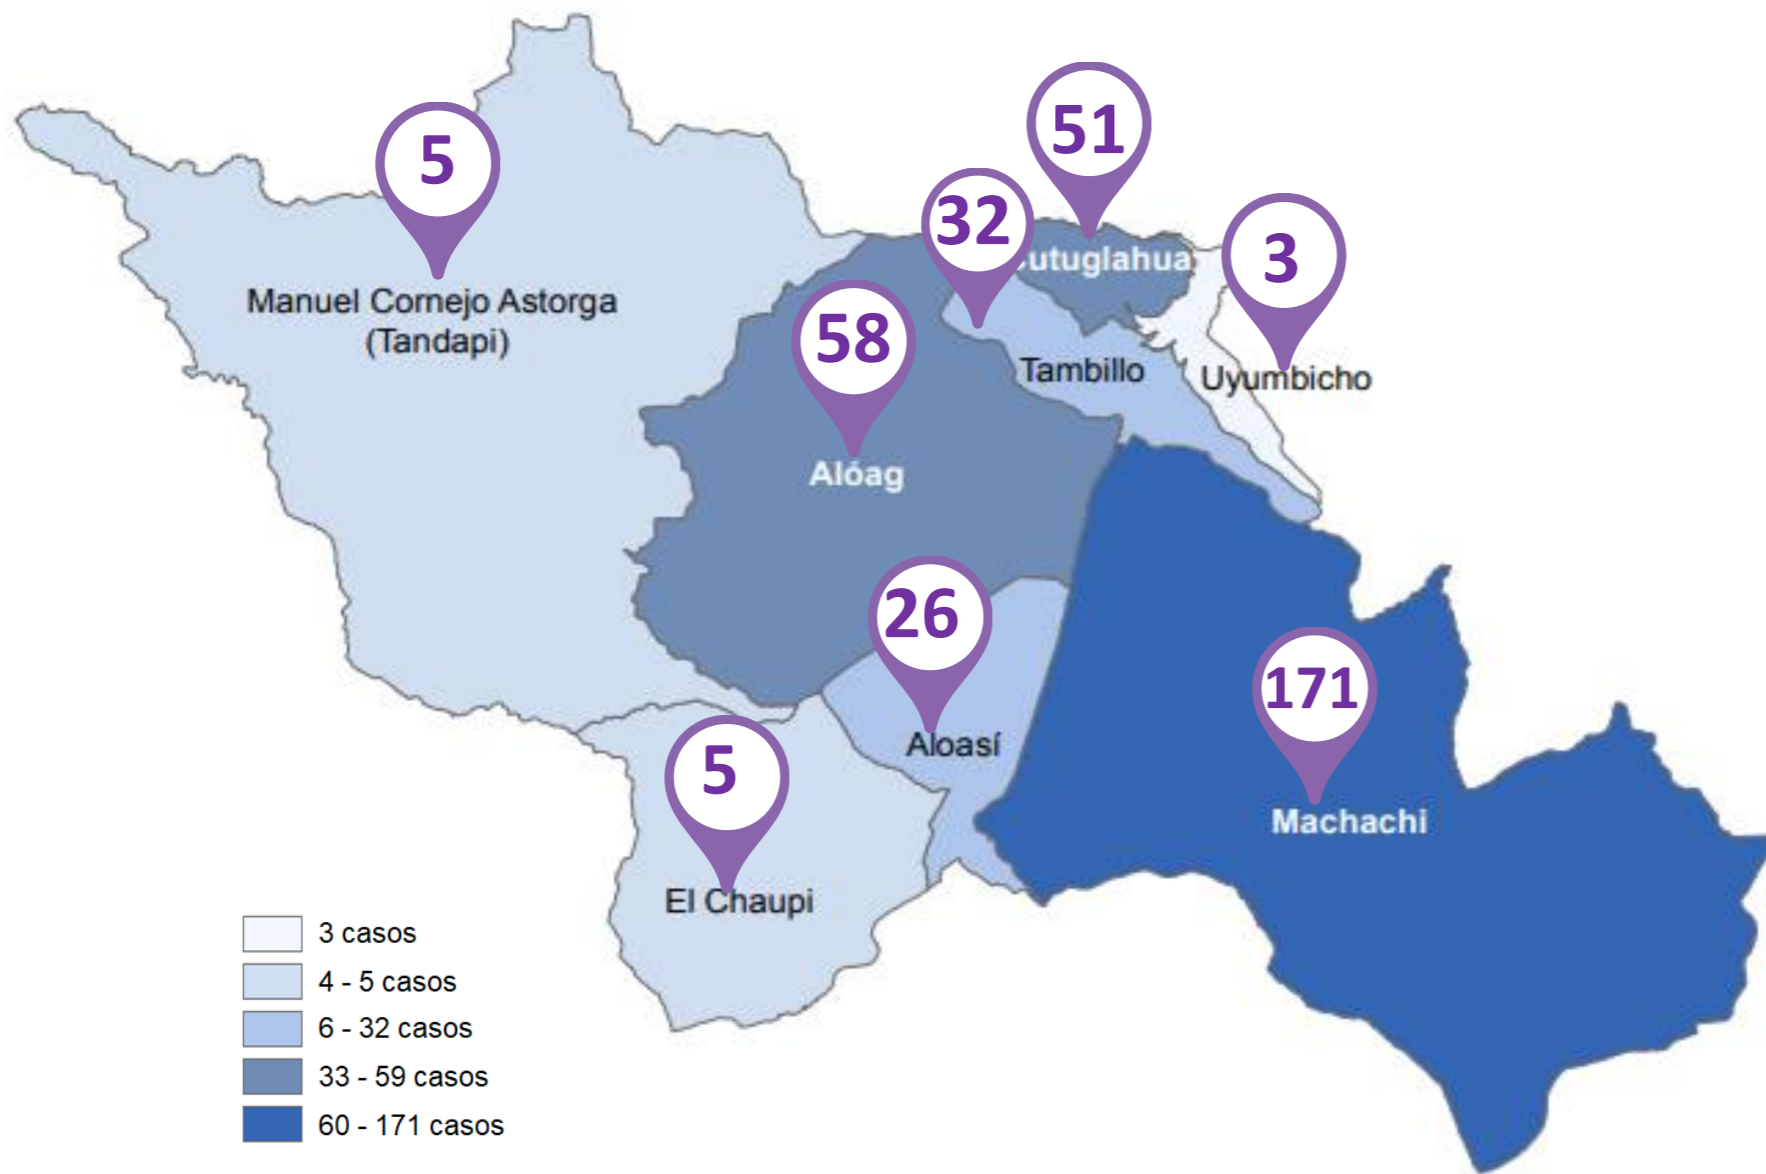 51
5
32
3
Cutuglahua
Manuel Cornejo Astorga
(Tandapi)
58
Tambillo
Uyumbicho
Alóag
26
171
Aloasí
5
Machachi
El Chaupi
3 casos
4 - 5 casos
6 - 32 casos
33 - 59 casos
60 - 171 casos